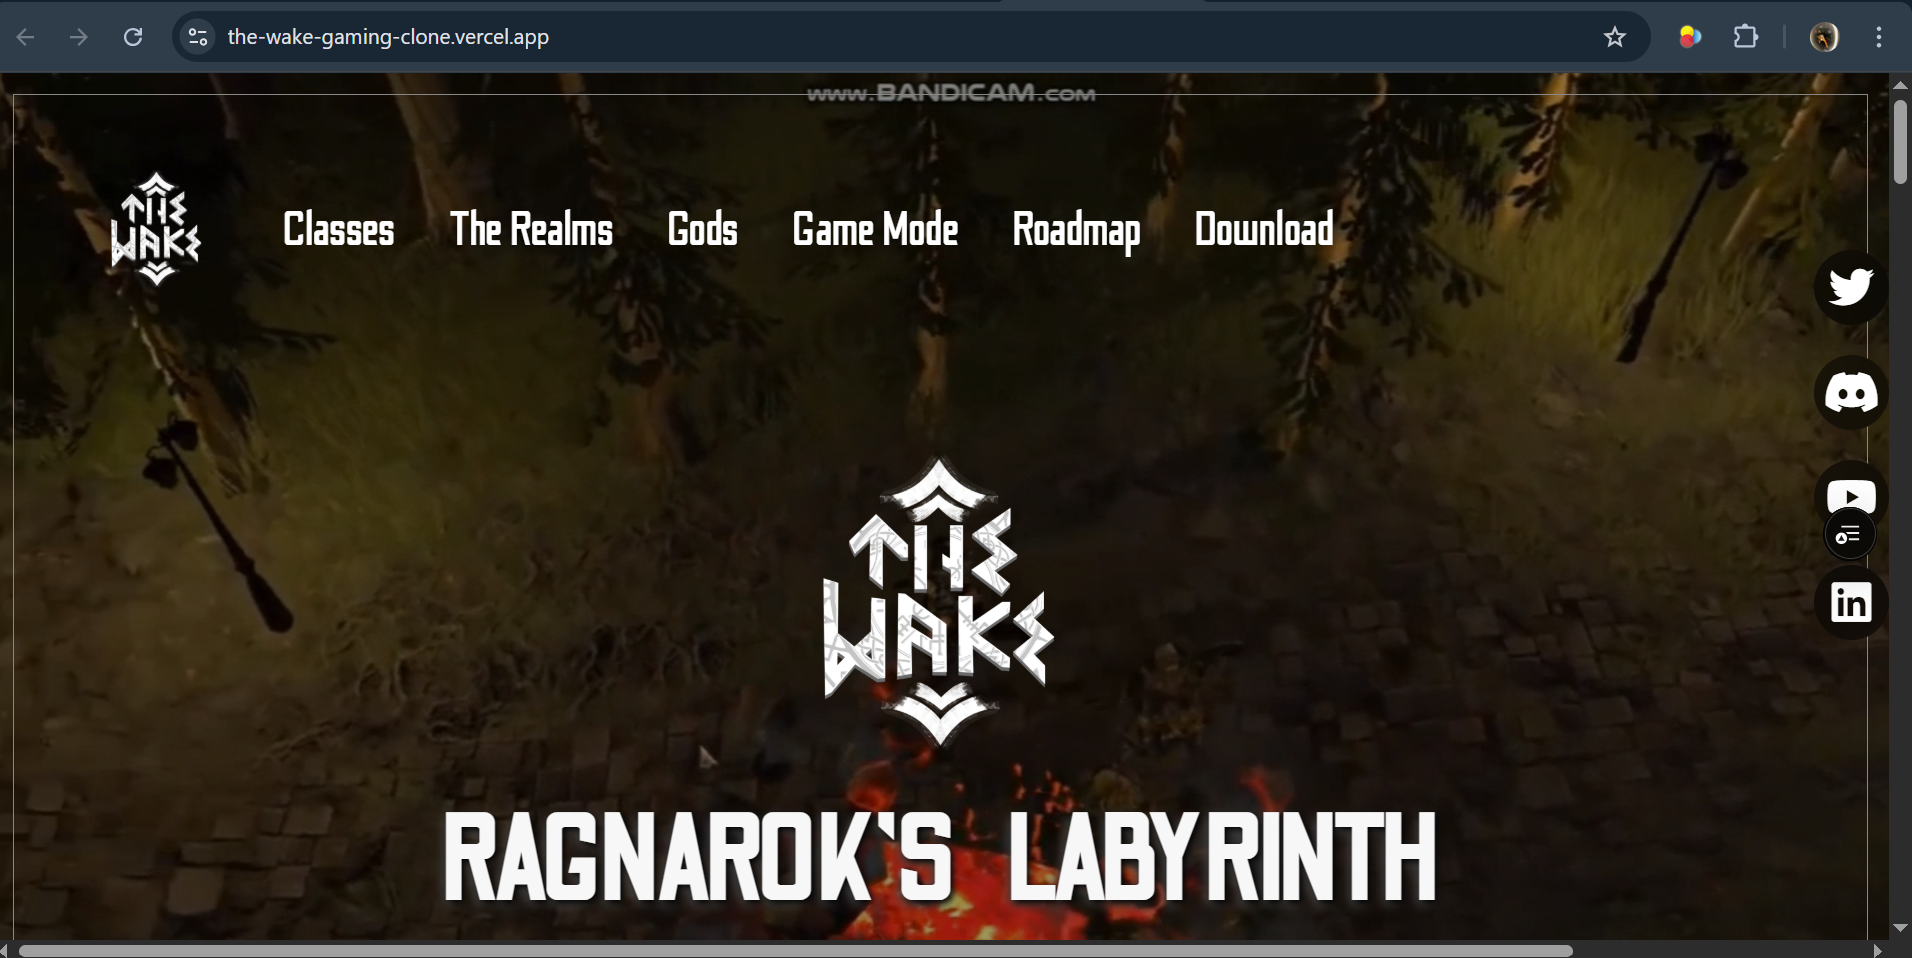 the-wake-gaming-clone.vercel.app
www.BANDICAM.com
THE
WAKE
Classes
The Realms
Gods
Game Mode
Roadmap
Download
THE
WAKE
in
RAGNAROK'S LABYRINTH